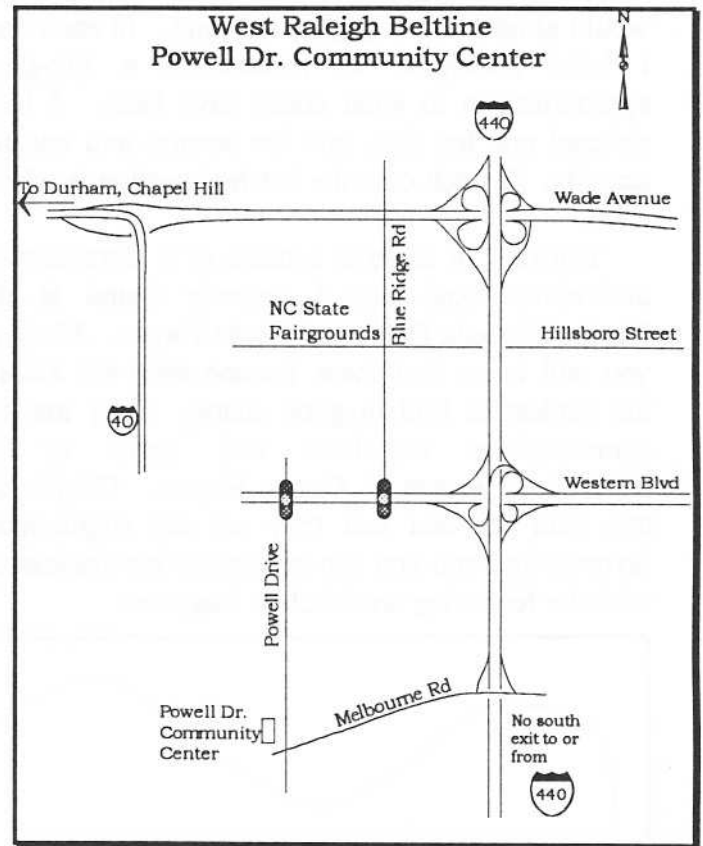 West Raleigh Beltline
Powell Dr. Community Center
N
440
To Durham, Chapel Hill
Wade Avenue
Blue Ridge Rd
NC State
Fairgrounds
Hillsboro Street
40
Western Blvd
Powell Drive
Melbourne Rd
Powell Dr.
Community
Center
No south
exit to or
from
440